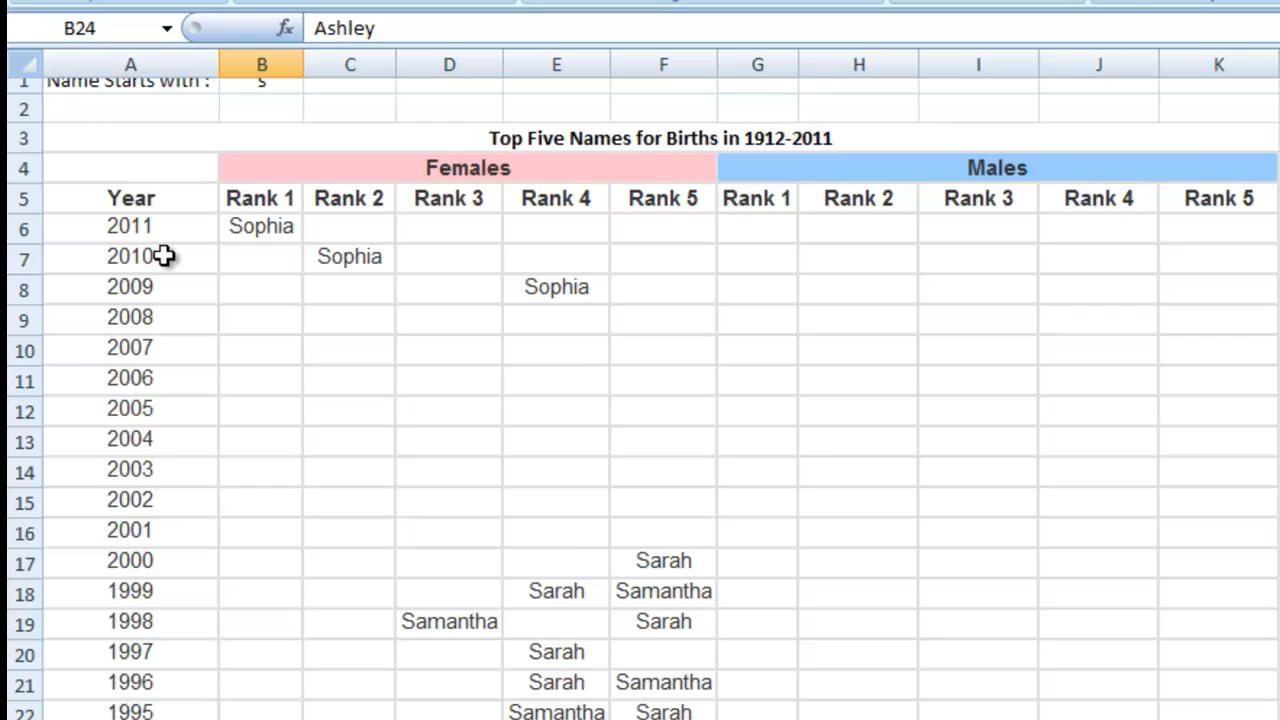 B24 fx Ashley
A B C D E F G H I J K
1 Name Starts with : s
2
3 Top Five Names for Births in 1912-2011
4 Females Males
5 Year Rank 1 Rank 2 Rank 3 Rank 4 Rank 5 Rank 1 Rank 2 Rank 3 Rank 4 Rank 5
6 2011 Sophia
7 2010 Sophia
8 2009 Sophia
9 2008
10 2007
11 2006
12 2005
13 2004
14 2003
15 2002
16 2001
17 2000 Sarah
18 1999 Sarah Samantha
19 1998 Samantha Sarah
20 1997 Sarah
21 1996 Sarah Samantha
22 1995 Samantha Sarah